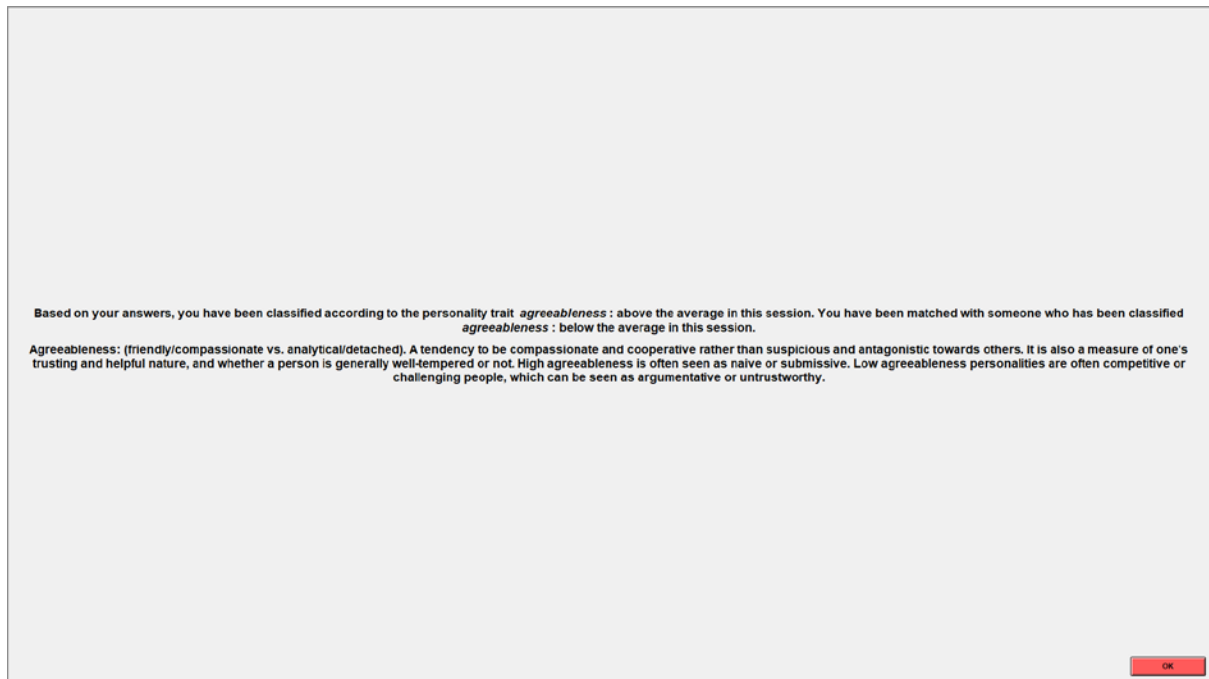 Based on your answers, you have been classified according to the personality trait agreeableness : above the average in this session. You have been matched with someone who has been classified
agreeableness : below the average in this session.
Agreeableness: (friendly/compassionate vs. analytical/detached). A tendency to be compassionate and cooperative rather than suspicious and antagonistic towards others. It is also a measure of one's
trusting and helpful nature, and whether a person is generally well-tempered or not. High agreeableness is often seen as naive or submissive. Low agreeableness personalities are often competitive or
challenging people, which can be seen as argumentative or untrustworthy.
OK